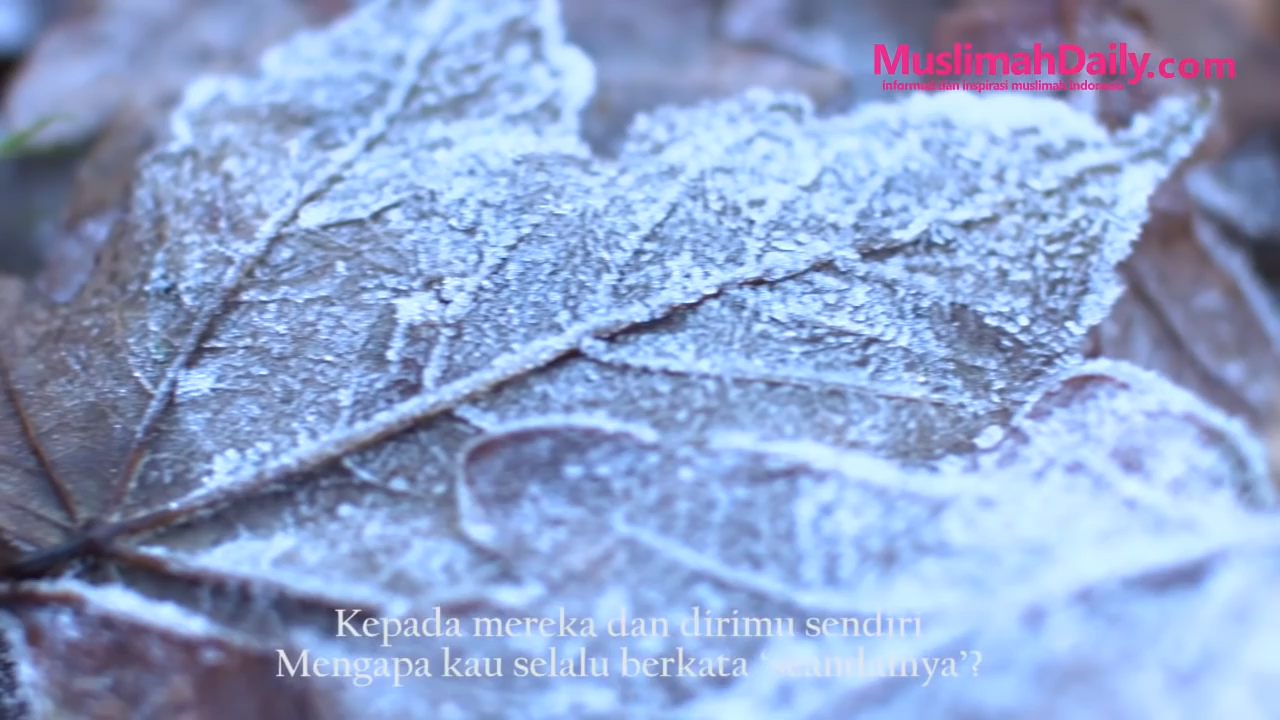 MuslimahDaily.com
informasi dan inspirasi muslimah Indonesia
Kepada mereka dan dirimu sendiri
Mengapa kau selalu berkata ‘seandainya’?